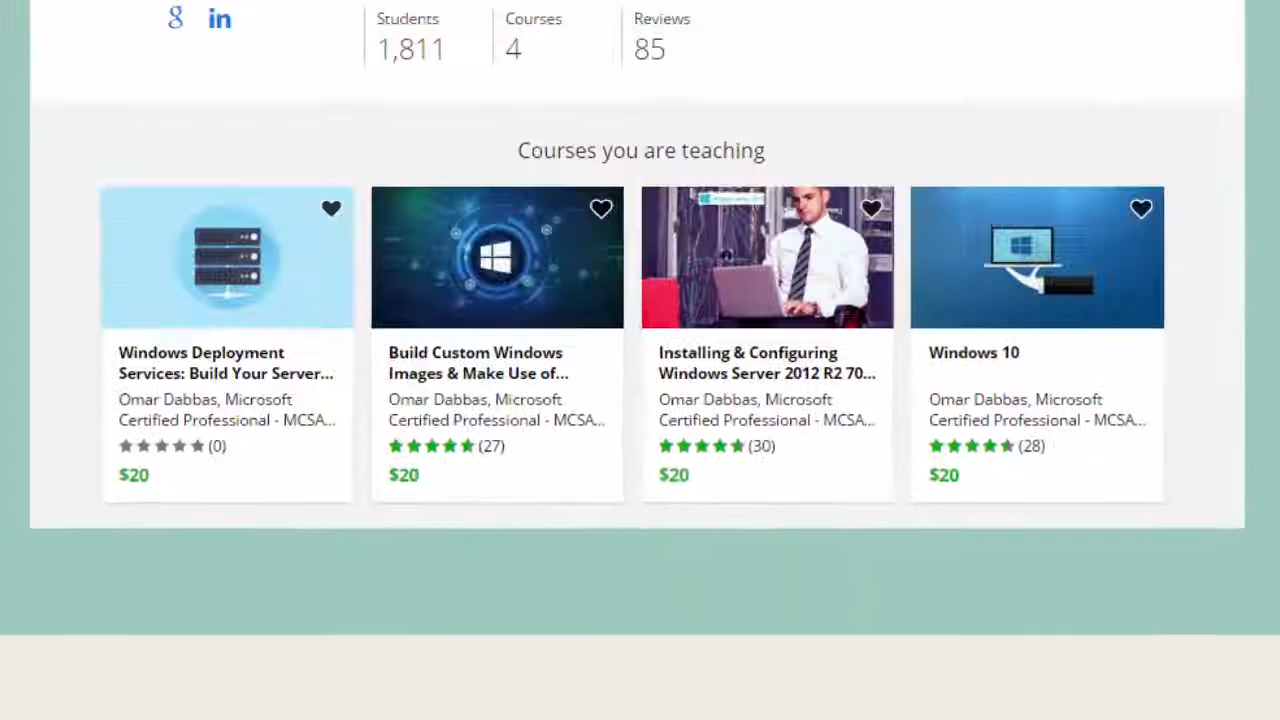 Students
Courses
Reviews
1,811
4
85
Courses you are teaching
Windows Deployment
Services: Build Your Server...
Omar Dabbas, Microsoft
Certified Professional - MCSA...
(0)
$20
Build Custom Windows
Images & Make Use of...
Omar Dabbas, Microsoft
Certified Professional - MCSA...
(27)
$20
Installing & Configuring
Windows Server 2012 R2 70...
Omar Dabbas, Microsoft
Certified Professional - MCSA...
(30)
$20
Windows 10
Omar Dabbas, Microsoft
Certified Professional - MCSA...
(28)
$20